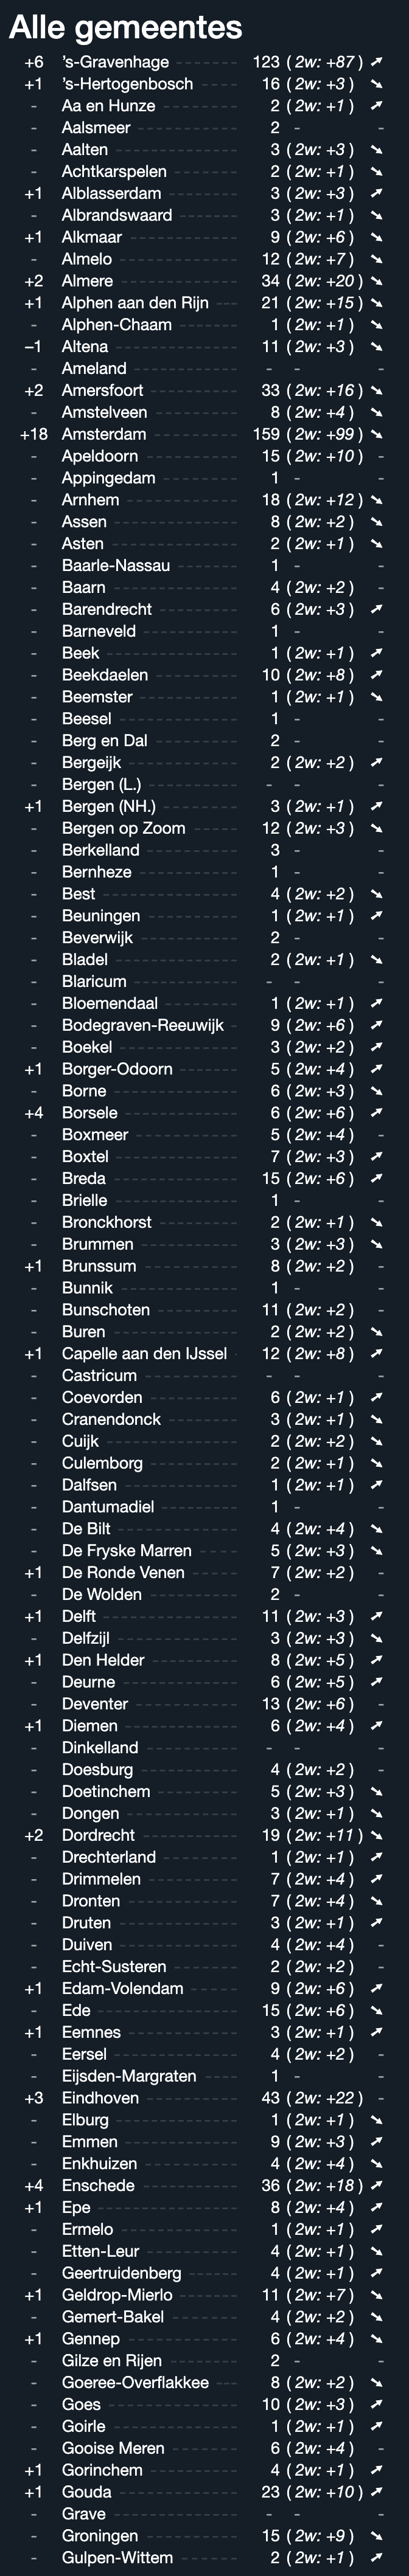 Alle gemeentes
+6 's-Gravenhage 123 ( 2w: +87 ) ➚
+1 's-Hertogenbosch 16 ( 2w: +3 ) ➘
- Aa en Hunze 2 ( 2w: +1 ) ➚
- Aalsmeer 2 - -
- Aalten 3 ( 2w: +3 ) ➘
- Achtkarspelen 2 ( 2w: +1 ) ➘
+1 Alblasserdam 3 ( 2w: +3 ) ➚
- Albrandswaard 3 ( 2w: +1 ) ➘
+1 Alkmaar 9 ( 2w: +6 ) ➘
- Almelo 12 ( 2w: +7 ) ➘
+2 Almere 34 ( 2w: +20 ) ➘
+1 Alphen aan den Rijn 21 ( 2w: +15 ) ➘
- Alphen-Chaam 1 ( 2w: +1 ) ➘
–1 Altena 11 ( 2w: +3 ) ➘
- Ameland - - -
+2 Amersfoort 33 ( 2w: +16 ) ➘
- Amstelveen 8 ( 2w: +4 ) ➘
+18 Amsterdam 159 ( 2w: +99 ) ➘
- Apeldoorn 15 ( 2w: +10 ) -
- Appingedam 1 - -
- Arnhem 18 ( 2w: +12 ) ➘
- Assen 8 ( 2w: +2 ) ➘
- Asten 2 ( 2w: +1 ) ➘
- Baarle-Nassau 1 - -
- Baarn 4 ( 2w: +2 ) -
- Barendrecht 6 ( 2w: +3 ) ➚
- Barneveld 1 - -
- Beek 1 ( 2w: +1 ) ➚
- Beekdaelen 10 ( 2w: +8 ) ➚
- Beemster 1 ( 2w: +1 ) ➘
- Beesel 1 - -
- Berg en Dal 2 - -
- Bergeijk 2 ( 2w: +2 ) ➚
- Bergen (L.) - - -
+1 Bergen (NH.) 3 ( 2w: +1 ) ➚
- Bergen op Zoom 12 ( 2w: +3 ) ➘
- Berkelland 3 - -
- Bernheze 1 - -
- Best 4 ( 2w: +2 ) ➘
- Beuningen 1 ( 2w: +1 ) ➚
- Beverwijk 2 - -
- Bladel 2 ( 2w: +1 ) ➘
- Blaricum - - -
- Bloemendaal 1 ( 2w: +1 ) ➚
- Bodegraven-Reeuwijk 9 ( 2w: +6 ) ➚
- Boekel 3 ( 2w: +2 ) ➚
+1 Borger-Odoorn 5 ( 2w: +4 ) ➚
- Borne 6 ( 2w: +3 ) ➘
+4 Borsele 6 ( 2w: +6 ) ➚
- Boxmeer 5 ( 2w: +4 ) -
- Boxtel 7 ( 2w: +3 ) ➚
- Breda 15 ( 2w: +6 ) ➚
- Brielle 1 - -
- Bronckhorst 2 ( 2w: +1 ) ➘
- Brummen 3 ( 2w: +3 ) ➘
+1 Brunssum 8 ( 2w: +2 ) -
- Bunnik 1 - -
- Bunschoten 11 ( 2w: +2 ) -
- Buren 2 ( 2w: +2 ) ➘
+1 Capelle aan den IJssel 12 ( 2w: +8 ) ➚
- Castricum - - -
- Coevorden 6 ( 2w: +1 ) ➚
- Cranendonck 3 ( 2w: +1 ) ➘
- Cuijk 2 ( 2w: +2 ) ➘
- Culemborg 2 ( 2w: +1 ) ➘
- Dalfsen 1 ( 2w: +1 ) ➚
- Dantumadiel 1 - -
- De Bilt 4 ( 2w: +4 ) ➘
- De Fryske Marren 5 ( 2w: +3 ) ➘
+1 De Ronde Venen 7 ( 2w: +2 ) -
- De Wolden 2 - -
+1 Delft 11 ( 2w: +3 ) ➚
- Delfzijl 3 ( 2w: +3 ) ➘
+1 Den Helder 8 ( 2w: +5 ) ➚
- Deurne 6 ( 2w: +5 ) ➚
- Deventer 13 ( 2w: +6 ) -
+1 Diemen 6 ( 2w: +4 ) ➚
- Dinkelland - - -
- Doesburg 4 ( 2w: +2 ) -
- Doetinchem 5 ( 2w: +3 ) ➘
- Dongen 3 ( 2w: +1 ) ➘
+2 Dordrecht 19 ( 2w: +11 ) ➘
- Drechterland 1 ( 2w: +1 ) ➚
- Drimmelen 7 ( 2w: +4 ) ➚
- Dronten 7 ( 2w: +4 ) ➘
- Druten 3 ( 2w: +1 ) ➚
- Duiven 4 ( 2w: +4 ) -
- Echt-Susteren 2 ( 2w: +2 ) -
+1 Edam-Volendam 9 ( 2w: +6 ) ➚
- Ede 15 ( 2w: +6 ) ➘
+1 Eemnes 3 ( 2w: +1 ) ➚
- Eersel 4 ( 2w: +2 ) -
- Eijsden-Margraten 1 - -
+3 Eindhoven 43 ( 2w: +22 ) -
- Elburg 1 ( 2w: +1 ) ➘
- Emmen 9 ( 2w: +3 ) ➚
- Enkhuizen 4 ( 2w: +4 ) ➘
+4 Enschede 36 ( 2w: +18 ) ➚
+1 Epe 8 ( 2w: +4 ) ➚
- Ermelo 1 ( 2w: +1 ) ➚
- Etten-Leur 4 ( 2w: +1 ) ➘
- Geertruidenberg 4 ( 2w: +1 ) ➚
+1 Geldrop-Mierlo 11 ( 2w: +7 ) ➘
- Gemert-Bakel 4 ( 2w: +2 ) ➘
+1 Gennep 6 ( 2w: +4 ) ➘
- Gilze en Rijen 2 - -
- Goeree-Overflakkee 8 ( 2w: +2 ) ➘
- Goes 10 ( 2w: +3 ) ➚
- Goirle 1 ( 2w: +1 ) ➚
- Gooise Meren 6 ( 2w: +4 ) -
+1 Gorinchem 4 ( 2w: +1 ) ➚
+1 Gouda 23 ( 2w: +10 ) ➚
- Grave - - -
- Groningen 15 ( 2w: +9 ) ➘
- Gulpen-Wittem 2 ( 2w: +1 ) ➚